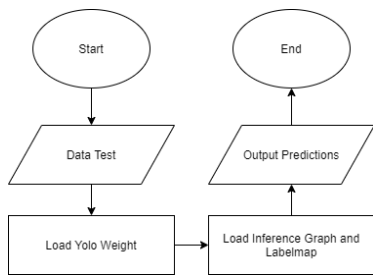 Start
End
Data Test
Output Predictions
Load Yolo Weight
Load Inference Graph and
Labelmap